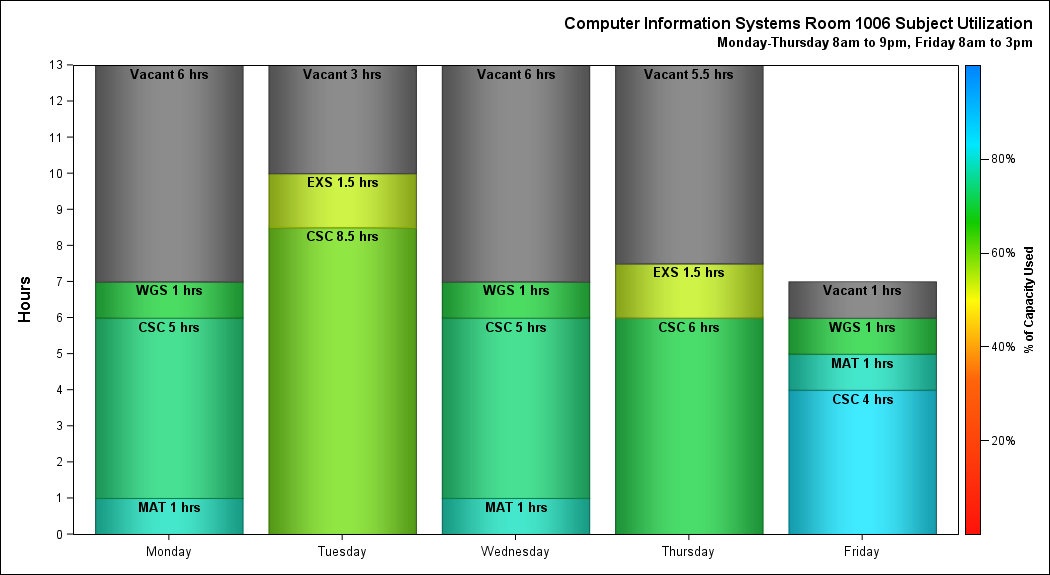 Computer Information Systems Room 1006 Subject Utilization
Monday-Thursday 8am to 9pm, Friday 8am to 3pm
Hours
13
12
11
10
9
8
7
6
5
4
3
2
1
0
Vacant 6 hrs
WGS 1 hrs
CSC 5 hrs
MAT 1 hrs
Monday
Vacant 3 hrs
EXS 1.5 hrs
CSC 8.5 hrs
Tuesday
Vacant 6 hrs
WGS 1 hrs
CSC 5 hrs
MAT 1 hrs
Wednesday
Vacant 5.5 hrs
EXS 1.5 hrs
CSC 6 hrs
Thursday
Vacant 1 hrs
WGS 1 hrs
MAT 1 hrs
CSC 4 hrs
Friday
80%
60%
40%
20%
% of Capacity Used